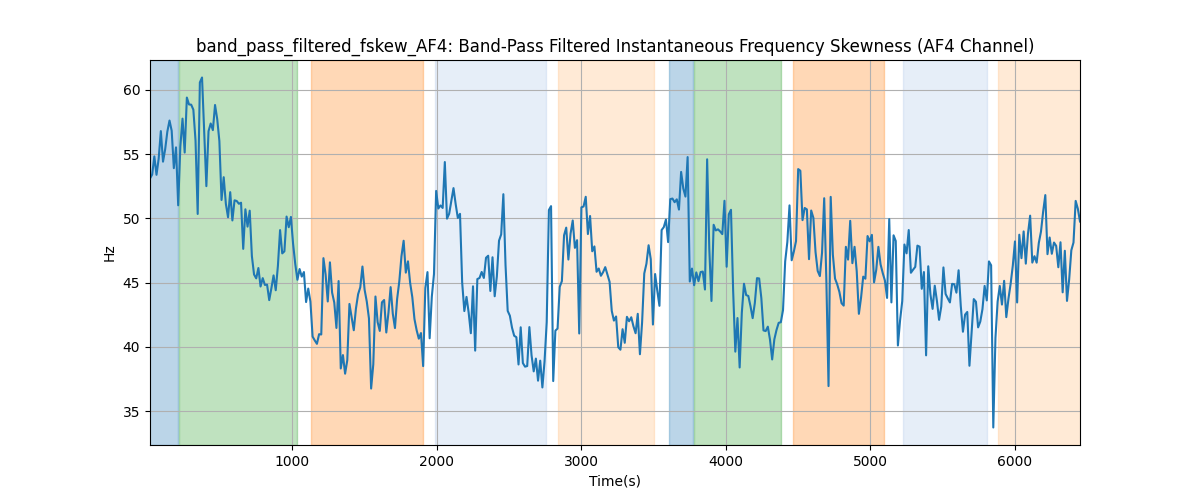 band_pass_filtered_fskew_AF4: Band-Pass Filtered Instantaneous Frequency Skewness (AF4 Channel)
60
55
50
45
40
35
Hz
1000 2000 3000 4000 5000 6000
Time(s)